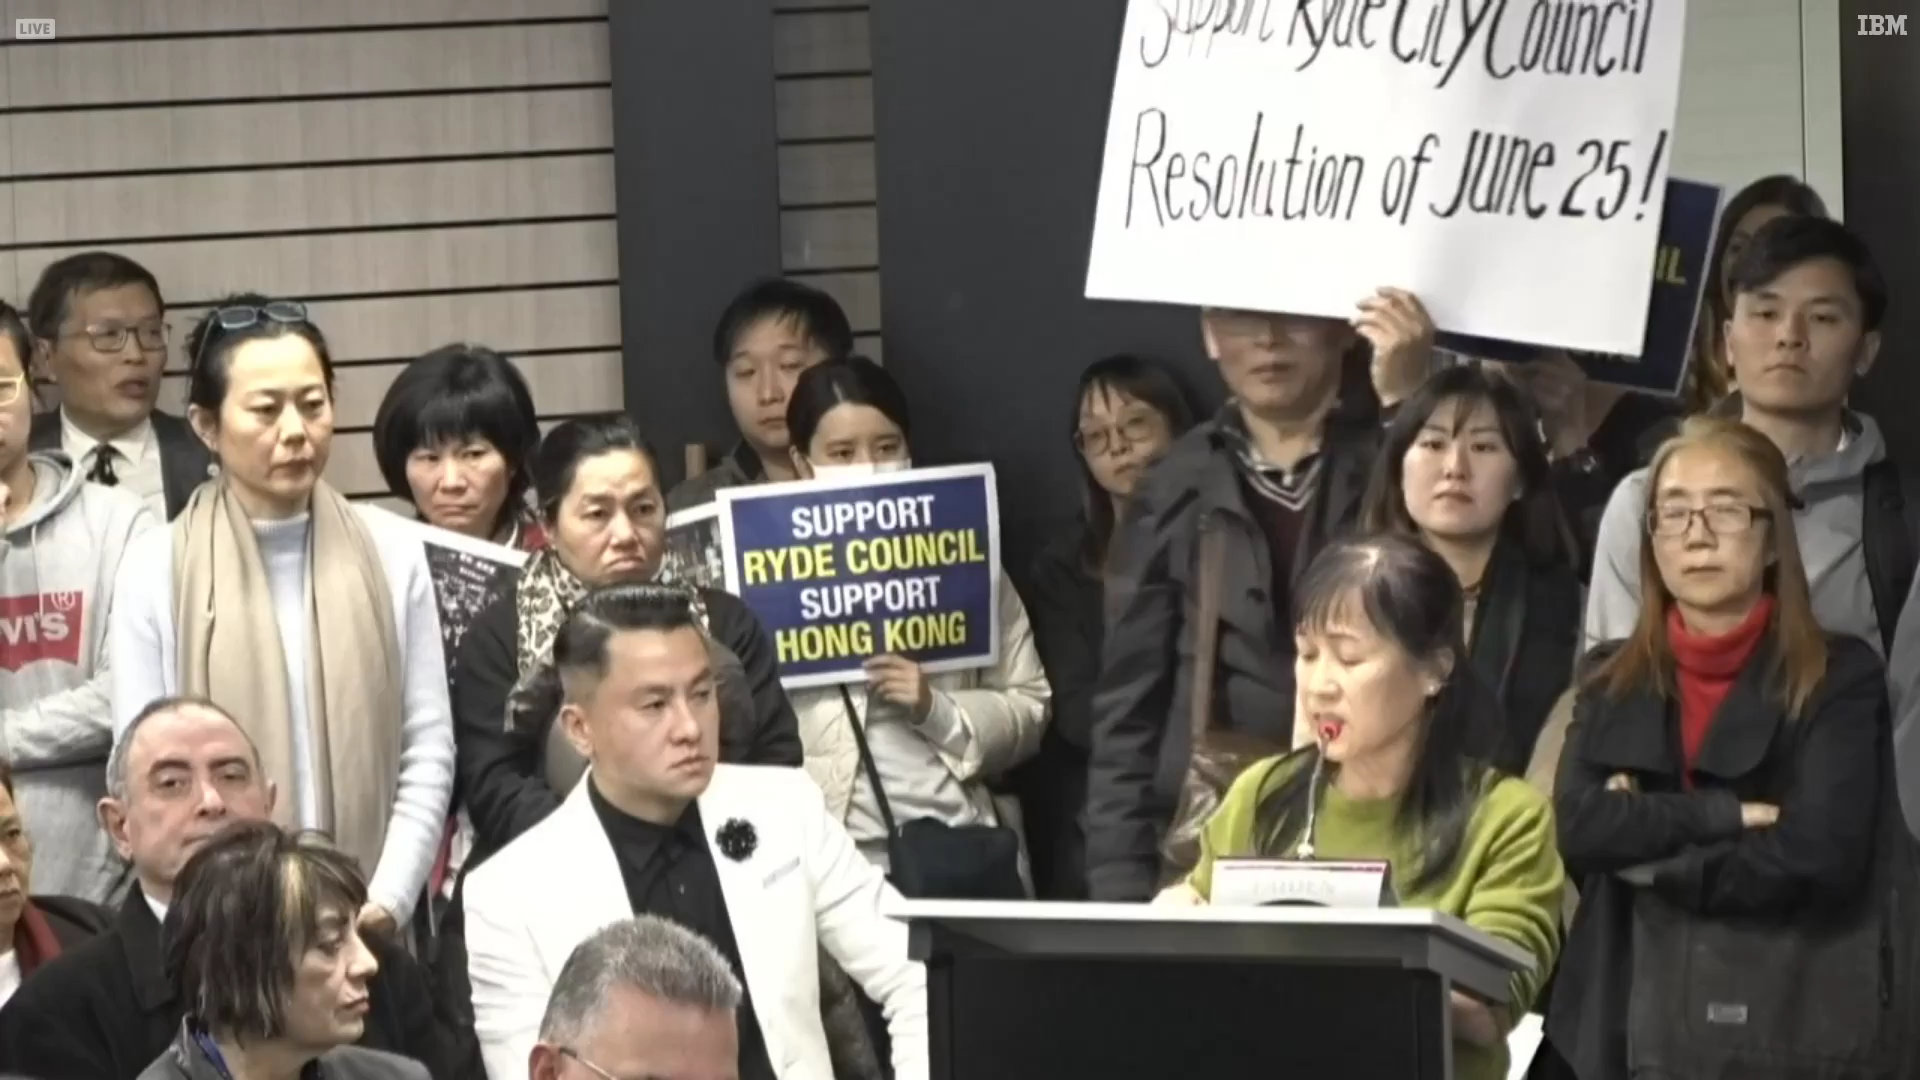 LIVE
IBM
Support Ryde City Council
Resolution of June 25!
IL
SUPPORT
RYDE COUNCIL
SUPPORT
HONG KONG
VI'S
®